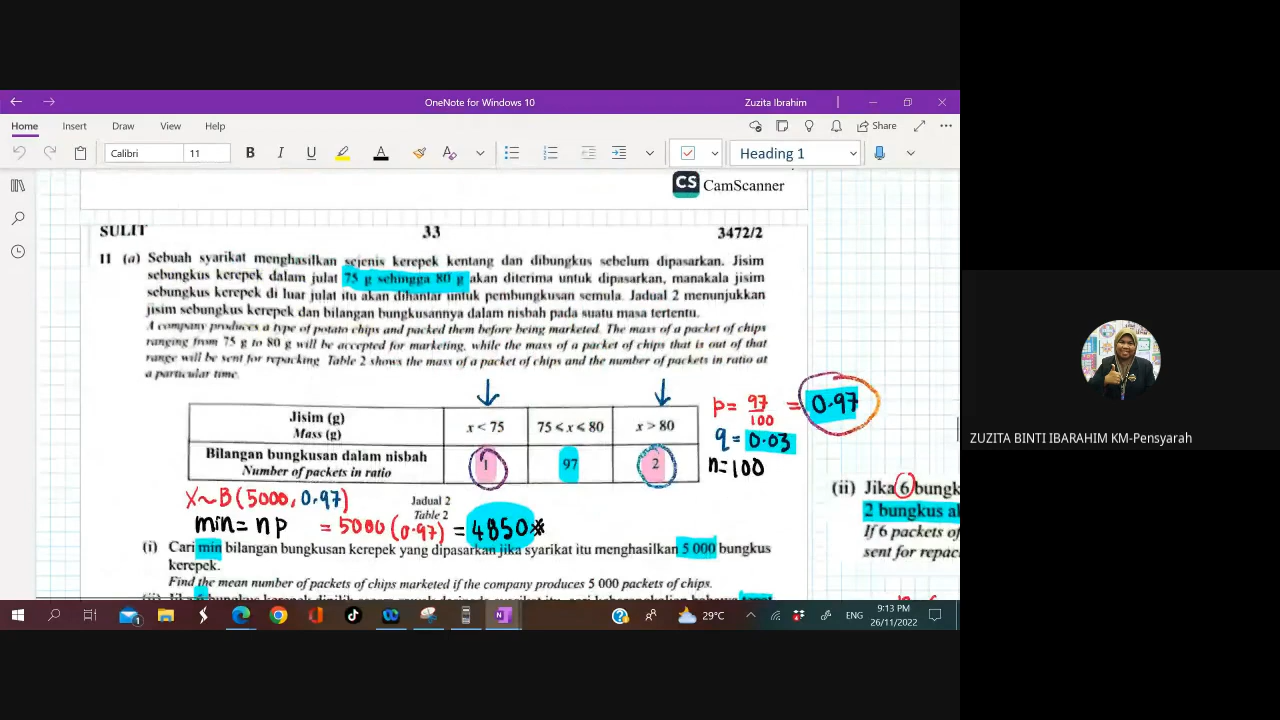 OneNote for Windows 10
Zuzita Ibrahim
Home Insert Draw View Help
Share
Calibri 11 B I U A Heading 1
CS CamScanner
SULIT 33 3472/2
11 (a) Sebuah syarikat menghasilkan sejenis kerepek kentang dan dibungkus sebelum dipasarkan. Jisim
sebungkus kerepek dalam julat 75 g sehingga 80 g akan diterima untuk dipasarkan, manakala jisim
sebungkus kerepek di luar julat itu akan dihantar untuk pembungkusan semula. Jadual 2 menunjukkan
jisim sebungkus kerepek dan bilangan bungkusannya dalam nisbah pada suatu masa tertentu.
A company produces a type of potato chips and packed them before being marketed. The mass of a packet of chips
ranging from 75 g to 80 g will be accepted for marketing, while the mass of a packet of chips that is out of that
range will be sent for repacking. Table 2 shows the mass of a packet of chips and the number of packets in ratio at
a particular time.
Jisim (g)
Mass (g)
x < 75
75 ≤ x ≤ 80
x > 80
Bilangan bungkusan dalam nisbah
Number of packets in ratio
1
97
2
p = 97/100 = 0.97
q = 0.03
n=100
Jadual 2
Table 2
X~B(5000, 0.97)
min = np = 5000(0.97) = 4850*
(i) Cari min bilangan bungkusan kerepek yang dipasarkan jika syarikat itu menghasilkan 5 000 bungkus
kerepek.
Find the mean number of packets of chips marketed if the company produces 5 000 packets of chips.
(ii) Jika 6 bungk
2 bungkus al
If 6 packets of
sent for repac
ZUZITA BINTI IBARAHIM KM-Pensyarah
1
29°C
ENG
9:13 PM
26/11/2022